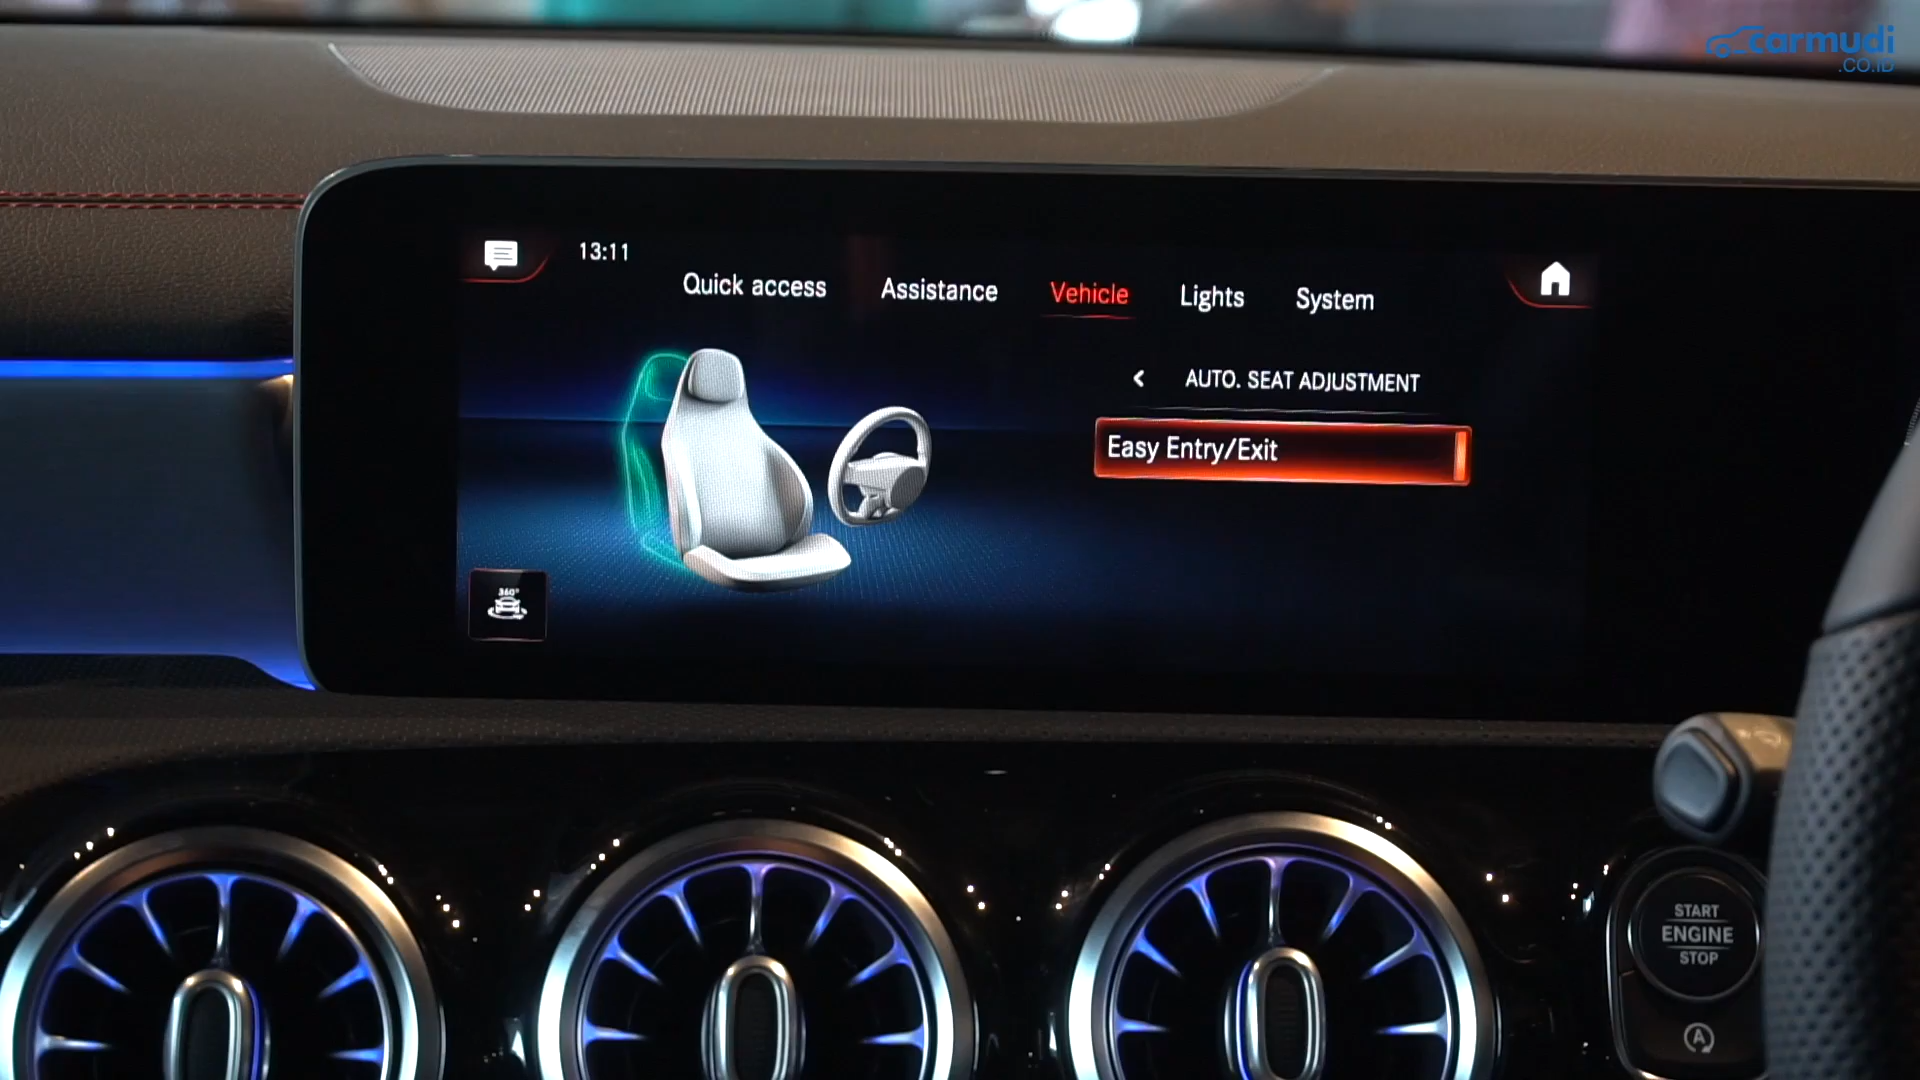 carmudi
.CO.ID
13:11
Quick access
Assistance
Vehicle
Lights
System
AUTO. SEAT ADJUSTMENT
Easy Entry/Exit
360°
START
ENGINE
STOP
A